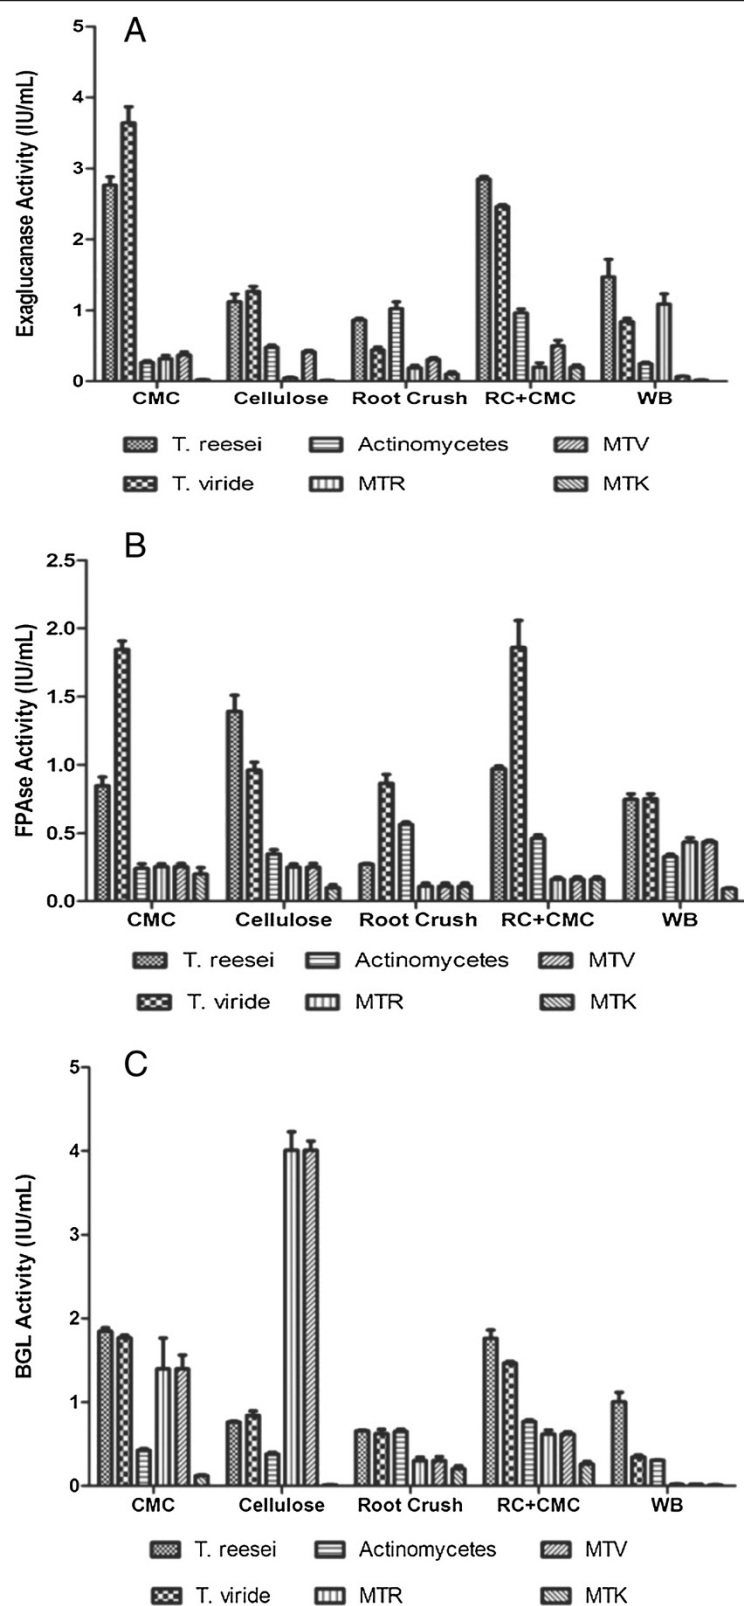 A
Exaglucanase Activity (IU/mL)
5
4
3
2
1
0
CMC Cellulose Root Crush RC+CMC WB
T. reesei Actinomycetes MTV
T. viride MTR MTK
B
FPAse Activity (IU/mL)
2.5
2.0
1.5
1.0
0.5
0.0
CMC Cellulose Root Crush RC+CMC WB
T. reesei Actinomycetes MTV
T. viride MTR MTK
C
BGL Activity (IU/mL)
5
4
3
2
1
0
CMC Cellulose Root Crush RC+CMC WB
T. reesei Actinomycetes MTV
T. viride MTR MTK